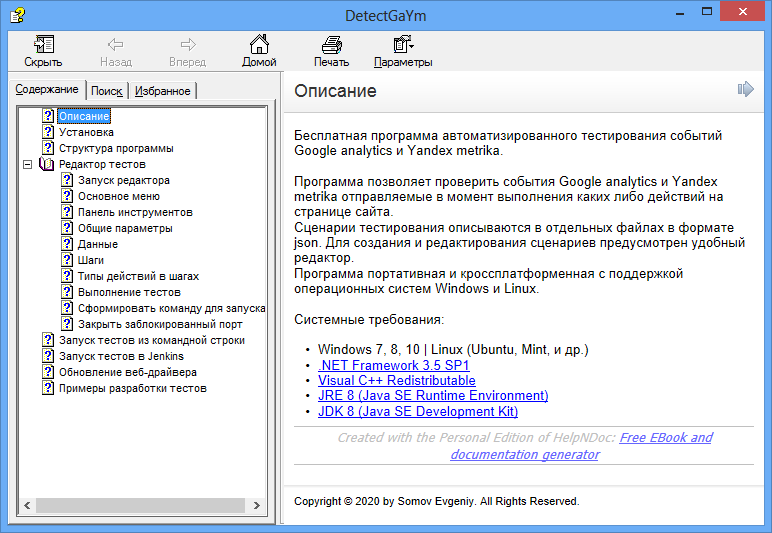 DetectGaYm
Скрыть
Назад
Вперед
Домой
Печать
Параметры
Содержание
Поиск
Избранное
Описание
Установка
Структура программы
Редактор тестов
Запуск редактора
Основное меню
Панель инструментов
Общие параметры
Данные
Шаги
Типы действий в шагах
Выполнение тестов
Сформировать команду для запуска
Закрыть заблокированный порт
Запуск тестов из командной строки
Запуск тестов в Jenkins
Обновление веб-драйвера
Примеры разработки тестов
Описание
Бесплатная программа автоматизированного тестирования событий
Google analytics и Yandex metrika.
Программа позволяет проверить события Google analytics и Yandex
metrika отправляемые в момент выполнения каких либо действий на
странице сайта.
Сценарии тестирования описываются в отдельных файлах в формате
json. Для создания и редактирования сценариев предусмотрен удобный
редактор.
Программа портативная и кроссплатформенная с поддержкой
операционных систем Windows и Linux.
Системные требования:
• Windows 7, 8, 10 | Linux (Ubuntu, Mint, и др.)
• .NET Framework 3.5 SP1
• Visual C++ Redistributable
• JRE 8 (Java SE Runtime Environment)
• JDK 8 (Java SE Development Kit)
Created with the Personal Edition of HelpNDoc: Free EBook and
documentation generator
Copyright © 2020 by Somov Evgeniy. All Rights Reserved.